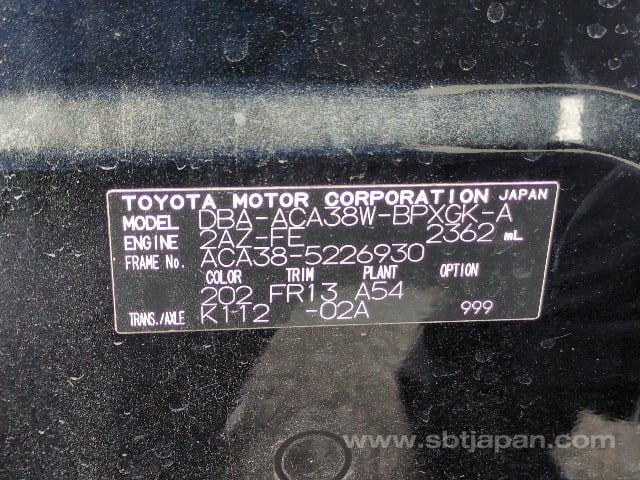 TOYOTA MOTOR CORPORATION JAPAN
MODEL DBA-ACA38W-BPXGK-A
ENGINE 2AZ-FE 2362 mL
FRAME No. ACA38-5226930
COLOR TRIM PLANT OPTION
202 FR13 A54
TRANS./AXLE K112 -02A 999
www.sbtjapan.com